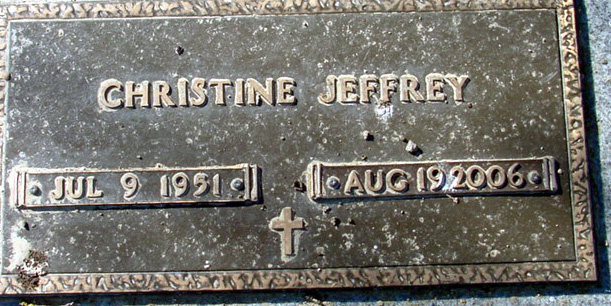 CHRISTINE JEFFREY
JUL 9 1951 AUG 19 2006